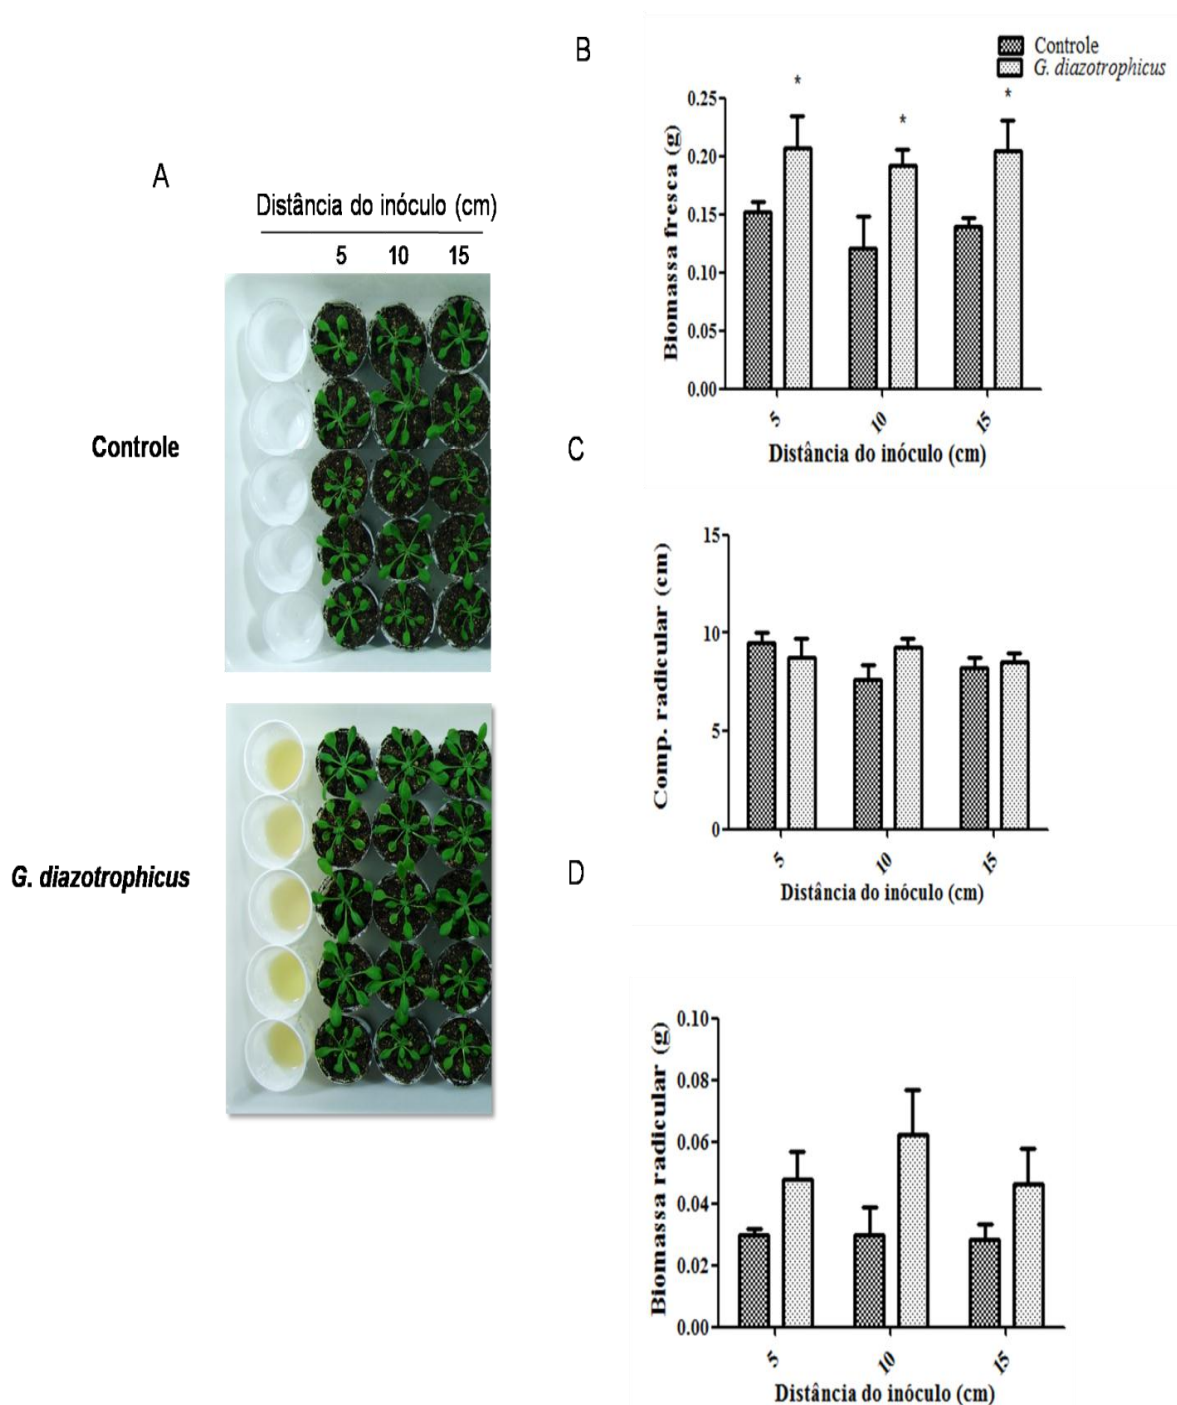 A
Distância do inóculo (cm)
5 10 15
Controle
G. diazotrophicus
B
Controle
G. diazotrophicus
* * *
Biomassa fresca (g)
0.25
0.20
0.15
0.10
0.05
0.00
5 10 15
Distância do inóculo (cm)
C
Comp. radicular (cm)
15
10
5
0
5 10 15
Distância do inóculo (cm)
D
Biomassa radicular (g)
0.10
0.08
0.06
0.04
0.02
0.00
5 10 15
Distância do inóculo (cm)